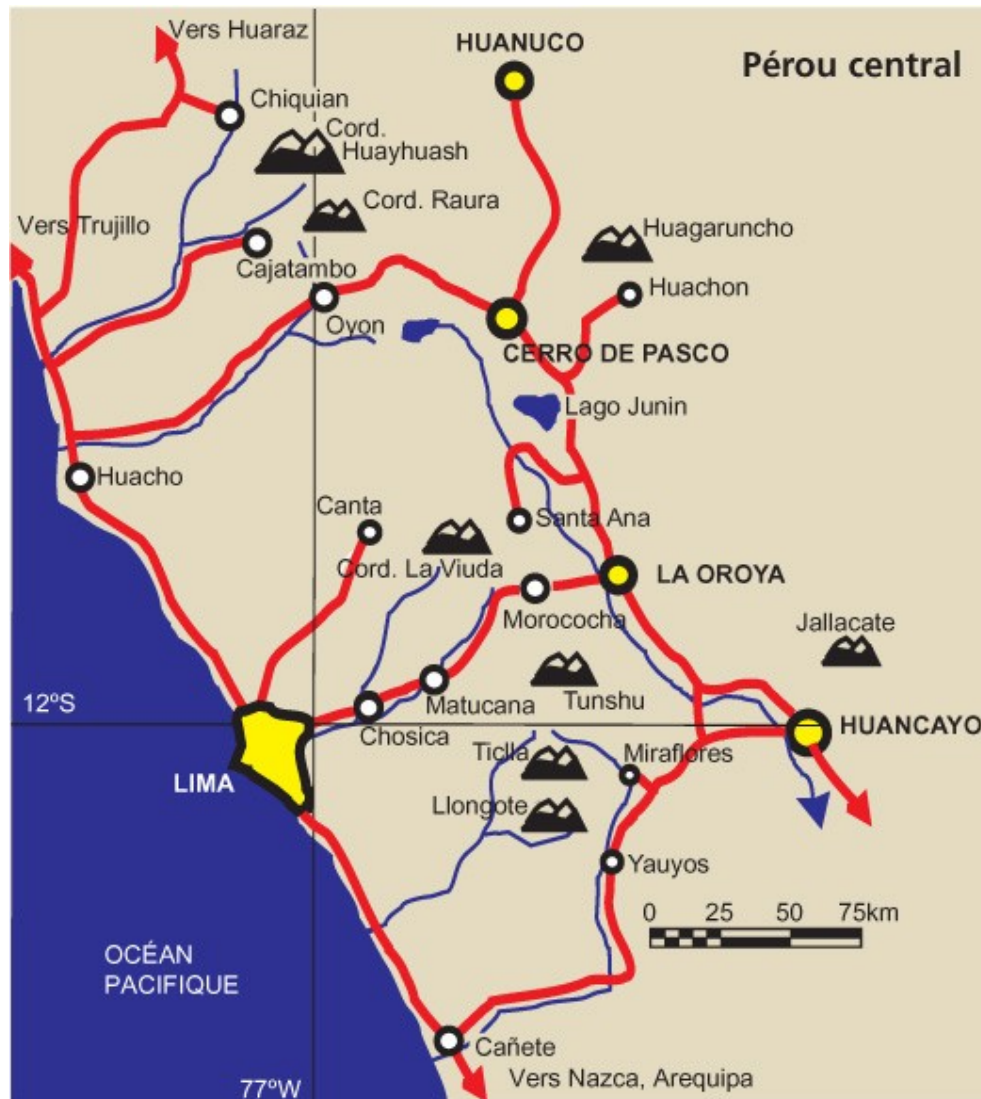 Vers Huaraz
HUANUCO
Pérou central
Chiquian
Cord.
Huayhuash
Cord. Raura
Vers Trujillo
Huagaruncho
Cajatambo
Huachon
Oyon
CERRO DE PASCO
Lago Junin
Huacho
Canta
Santa Ana
Cord. La Viuda
LA OROYA
Morococha
Jallacate
12ºS
Matucana
Tunshu
Chosica
HUANCAYO
Ticlla
Miraflores
LIMA
Llongote
Yauyos
0 25 50 75km
OCÉAN
PACIFIQUE
Cañete
77ºW
Vers Nazca, Arequipa